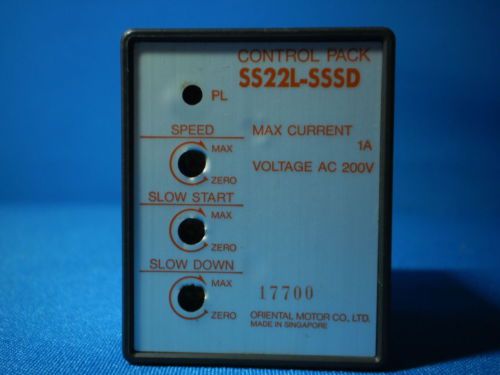 CONTROL PACK
SS22L-SSSD
PL
SPEED
MAX
ZERO
MAX CURRENT
1A
VOLTAGE AC 200V
SLOW START
MAX
ZERO
SLOW DOWN
MAX
ZERO
17700
ORIENTAL MOTOR CO., LTD.
MADE IN SINGAPORE